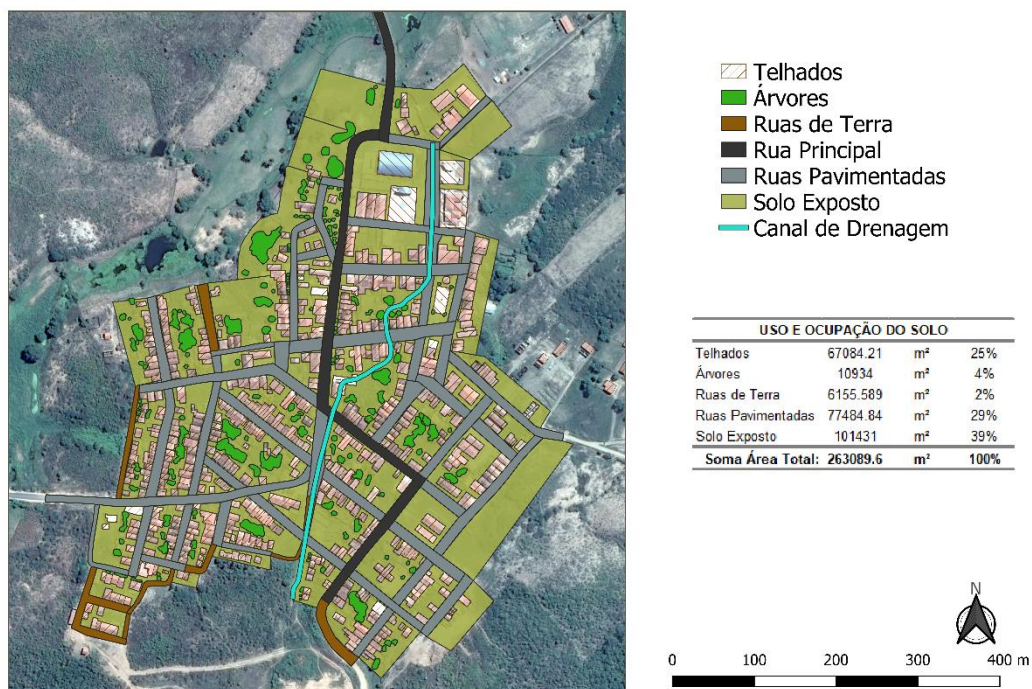 Telhados
Árvores
Ruas de Terra
Rua Principal
Ruas Pavimentadas
Solo Exposto
Canal de Drenagem
USO E OCUPAÇÃO DO SOLO
Telhados 67084.21 m² 25%
Árvores 10934 m² 4%
Ruas de Terra 6155.589 m² 2%
Ruas Pavimentadas 77484.84 m² 29%
Solo Exposto 101431 m² 39%
Soma Área Total: 263089.6 m² 100%
N
0 100 200 300 400 m